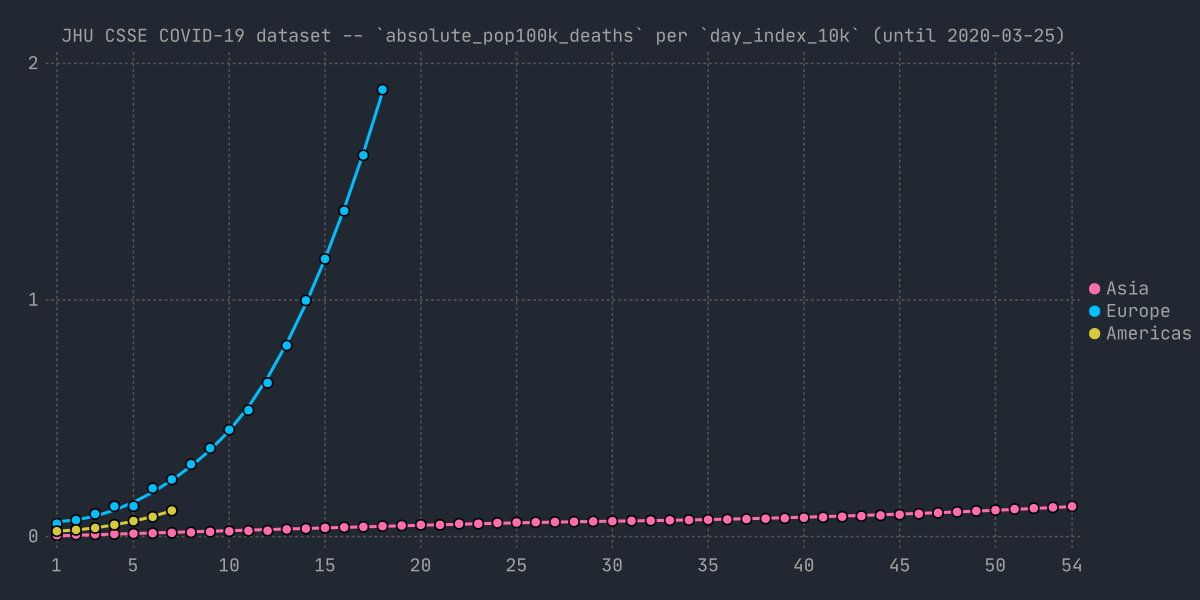 JHU CSSE COVID-19 dataset -- `absolute_pop100k_deaths` per `day_index_10k` (until 2020-03-25)
2
1
0
1 5 10 15 20 25 30 35 40 45 50 54
Asia
Europe
Americas